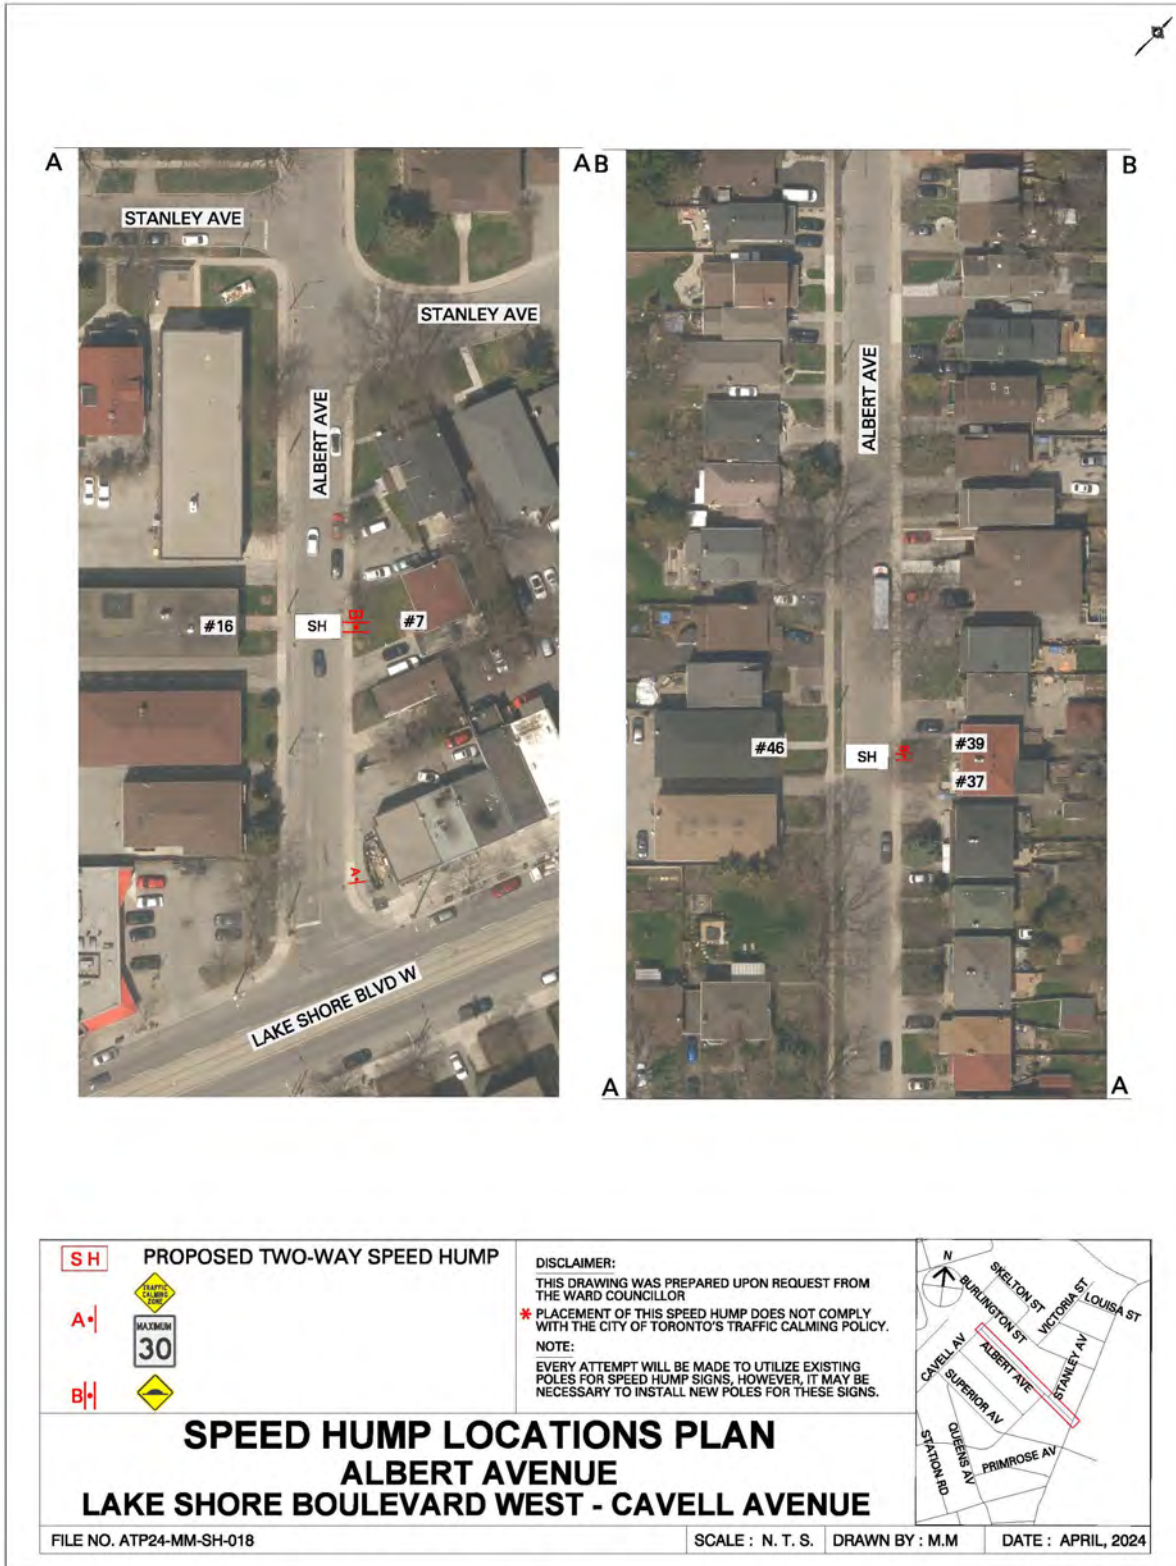 A
A
B
B
STANLEY AVE
STANLEY AVE
ALBERT AVE
ALBERT AVE
#16
SH
B
#7
#46
SH
B
#39
#37
A
LAKE SHORE BLVD W
A
A
SH
PROPOSED TWO-WAY SPEED HUMP
TRAFFIC
CALMING
ZONE
A
MAXIMUM
30
B
DISCLAIMER:
THIS DRAWING WAS PREPARED UPON REQUEST FROM
THE WARD COUNCILLOR
* PLACEMENT OF THIS SPEED HUMP DOES NOT COMPLY
WITH THE CITY OF TORONTO'S TRAFFIC CALMING POLICY.
NOTE:
EVERY ATTEMPT WILL BE MADE TO UTILIZE EXISTING
POLES FOR SPEED HUMP SIGNS, HOWEVER, IT MAY BE
NECESSARY TO INSTALL NEW POLES FOR THESE SIGNS.
N
SKELTON ST
BURLINGTON ST
VICTORIA ST
LOUISA ST
CAVELL AV
ALBERT AVE
STANLEY AV
SUPERIOR AV
QUEENS AV
STATION RD
PRIMROSE AV
SPEED HUMP LOCATIONS PLAN
ALBERT AVENUE
LAKE SHORE BOULEVARD WEST - CAVELL AVENUE
FILE NO. ATP24-MM-SH-018
SCALE : N. T. S.
DRAWN BY : M.M
DATE : APRIL, 2024